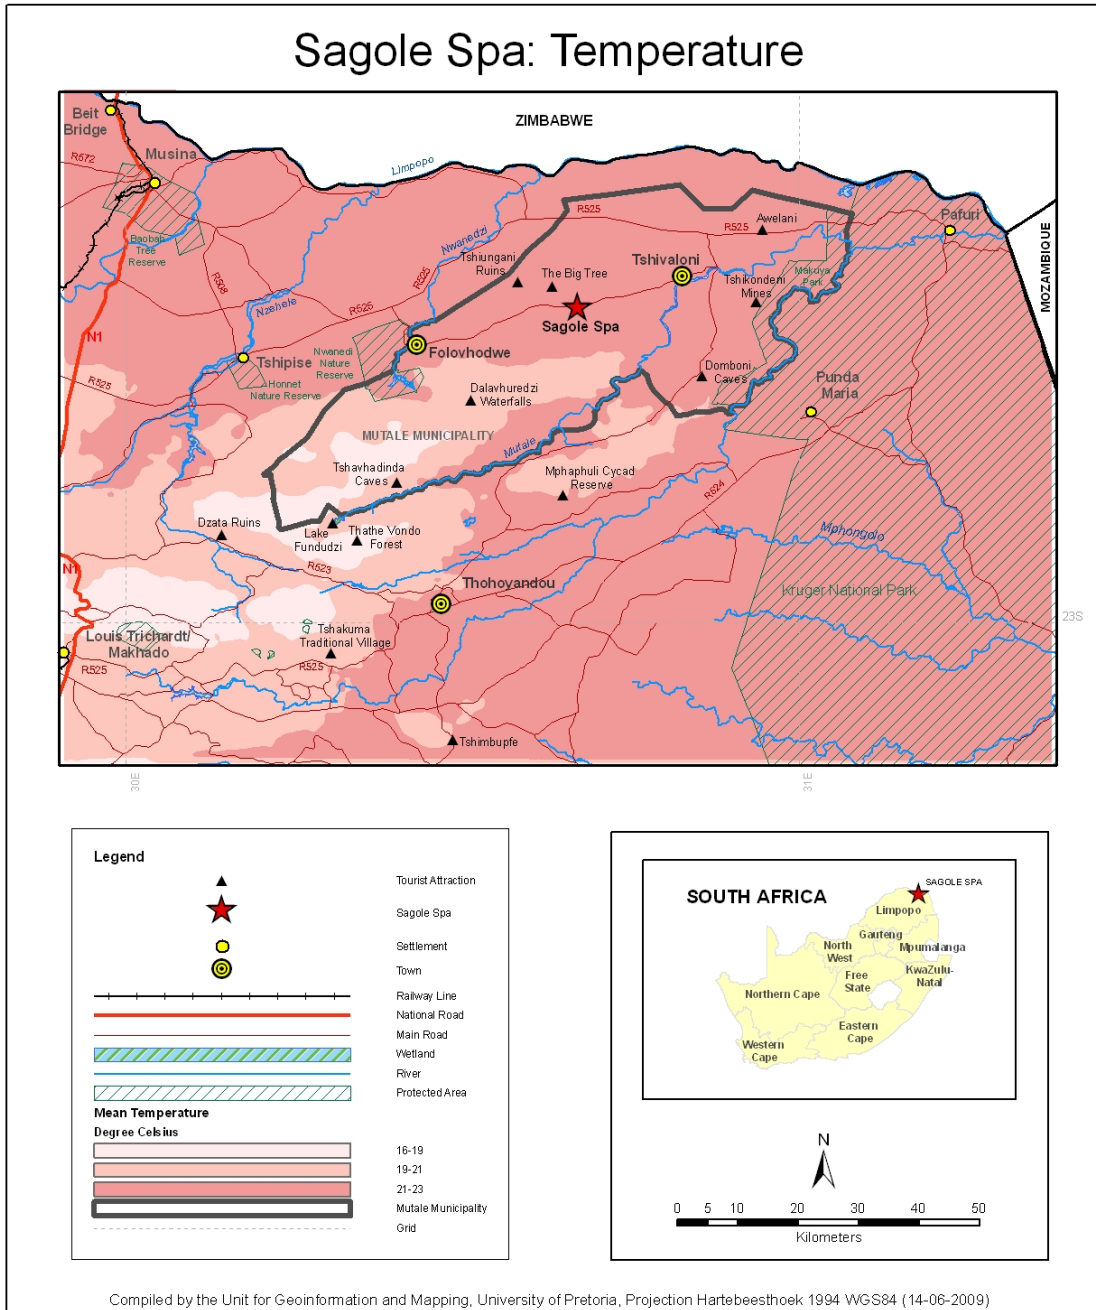 Sagole Spa: Temperature
ZIMBABWE
Beit
Bridge
Musina
R572
Limpopo
Baobab
Tree
Reserve
Nwanedzi
R525
R525
Awelani
Pafuri
MOZAMBIQUE
Tshiungani
Ruins
The Big Tree
Tshivaloni
Makuya
Park
Tshikondeni
Mines
R508
R525
Nzehele
R525
Sagole Spa
N1
Nwanedi
Nature
Reserve
Folovhodwe
Tshipise
Honnet
Nature Reserve
R525
Domboni
Caves
Punda
Maria
Dalavhuredzi
Waterfalls
MUTALE MUNICIPALITY
Mutale
Tshavhadinda
Caves
Mphaphuli Cycad
Reserve
R524
Dzata Ruins
Lake
Fundudzi
Thathe Vondo
Forest
Mphongolo
R523
N1
Thohoyandou
Kruger National Park
23S
Louis Trichardt/
Makhado
Tshakuma
Traditional Village
R525
R525
Tshimbupfe
30E
31E
Legend
Tourist Attraction
Sagole Spa
Settlement
Town
Railway Line
National Road
Main Road
Wetland
River
Protected Area
Mean Temperature
Degree Celsius
16-19
19-21
21-23
Mutale Municipality
Grid
SOUTH AFRICA
SAGOLE SPA
Limpopo
Gauteng
North
West
Mpumalanga
Free
State
KwaZulu-
Natal
Northern Cape
Eastern
Cape
Western
Cape
N
0 5 10 20 30 40 50
Kilometers
Compiled by the Unit for Geoinformation and Mapping, University of Pretoria, Projection Hartebeesthoek 1994 WGS84 (14-06-2009)